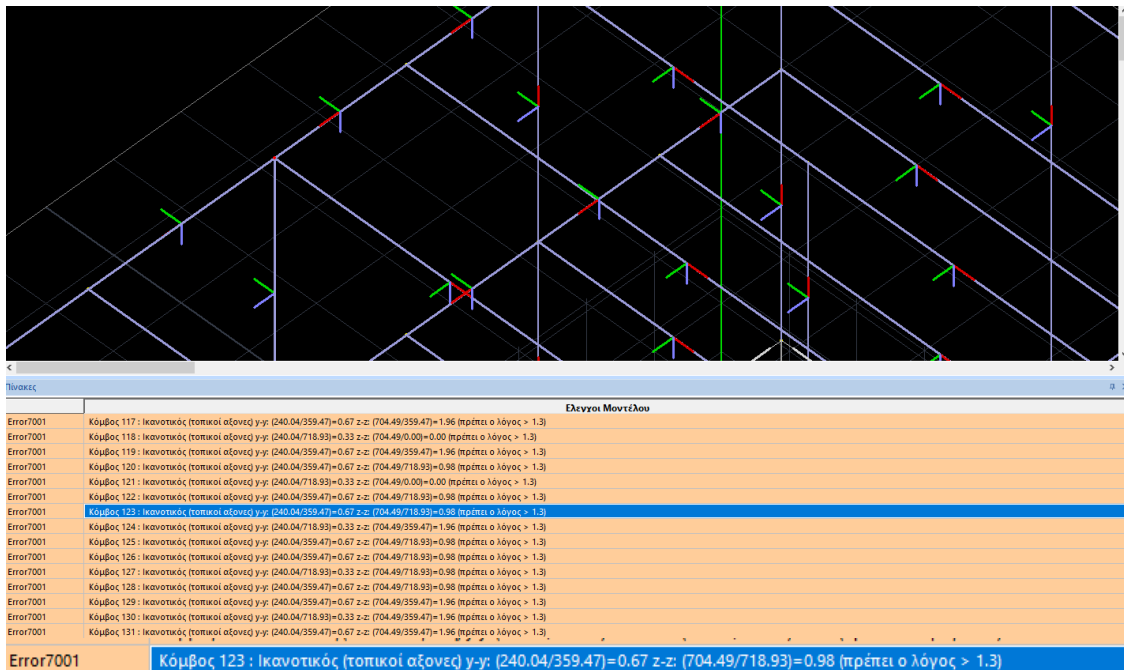 Πίνακες
Ελεγχοι Μοντέλου
Error7001 Κόμβος 117 : Ικανοτικός (τοπικοί αξονες) y-y: (240.04/359.47)=0.67 z-z: (704.49/359.47)=1.96 (πρέπει ο λόγος > 1.3)
Error7001 Κόμβος 118 : Ικανοτικός (τοπικοί αξονες) y-y: (240.04/718.93)=0.33 z-z: (704.49/0.00)=0.00 (πρέπει ο λόγος > 1.3)
Error7001 Κόμβος 119 : Ικανοτικός (τοπικοί αξονες) y-y: (240.04/359.47)=0.67 z-z: (704.49/359.47)=1.96 (πρέπει ο λόγος > 1.3)
Error7001 Κόμβος 120 : Ικανοτικός (τοπικοί αξονες) y-y: (240.04/359.47)=0.67 z-z: (704.49/718.93)=0.98 (πρέπει ο λόγος > 1.3)
Error7001 Κόμβος 121 : Ικανοτικός (τοπικοί αξονες) y-y: (240.04/718.93)=0.33 z-z: (704.49/0.00)=0.00 (πρέπει ο λόγος > 1.3)
Error7001 Κόμβος 122 : Ικανοτικός (τοπικοί αξονες) y-y: (240.04/359.47)=0.67 z-z: (704.49/718.93)=0.98 (πρέπει ο λόγος > 1.3)
Error7001 Κόμβος 123 : Ικανοτικός (τοπικοί αξονες) y-y: (240.04/359.47)=0.67 z-z: (704.49/718.93)=0.98 (πρέπει ο λόγος > 1.3)
Error7001 Κόμβος 124 : Ικανοτικός (τοπικοί αξονες) y-y: (240.04/718.93)=0.33 z-z: (704.49/359.47)=1.96 (πρέπει ο λόγος > 1.3)
Error7001 Κόμβος 125 : Ικανοτικός (τοπικοί αξονες) y-y: (240.04/359.47)=0.67 z-z: (704.49/718.93)=0.98 (πρέπει ο λόγος > 1.3)
Error7001 Κόμβος 126 : Ικανοτικός (τοπικοί αξονες) y-y: (240.04/359.47)=0.67 z-z: (704.49/718.93)=0.98 (πρέπει ο λόγος > 1.3)
Error7001 Κόμβος 127 : Ικανοτικός (τοπικοί αξονες) y-y: (240.04/718.93)=0.33 z-z: (704.49/718.93)=0.98 (πρέπει ο λόγος > 1.3)
Error7001 Κόμβος 128 : Ικανοτικός (τοπικοί αξονες) y-y: (240.04/359.47)=0.67 z-z: (704.49/718.93)=0.98 (πρέπει ο λόγος > 1.3)
Error7001 Κόμβος 129 : Ικανοτικός (τοπικοί αξονες) y-y: (240.04/359.47)=0.67 z-z: (704.49/359.47)=1.96 (πρέπει ο λόγος > 1.3)
Error7001 Κόμβος 130 : Ικανοτικός (τοπικοί αξονες) y-y: (240.04/718.93)=0.33 z-z: (704.49/359.47)=1.96 (πρέπει ο λόγος > 1.3)
Error7001 Κόμβος 131 : Ικανοτικός (τοπικοί αξονες) y-y: (240.04/359.47)=0.67 z-z: (704.49/359.47)=1.96 (πρέπει ο λόγος > 1.3)
Error7001 Κόμβος 123 : Ικανοτικός (τοπικοί αξονες) y-y: (240.04/359.47)=0.67 z-z: (704.49/718.93)=0.98 (πρέπει ο λόγος > 1.3)